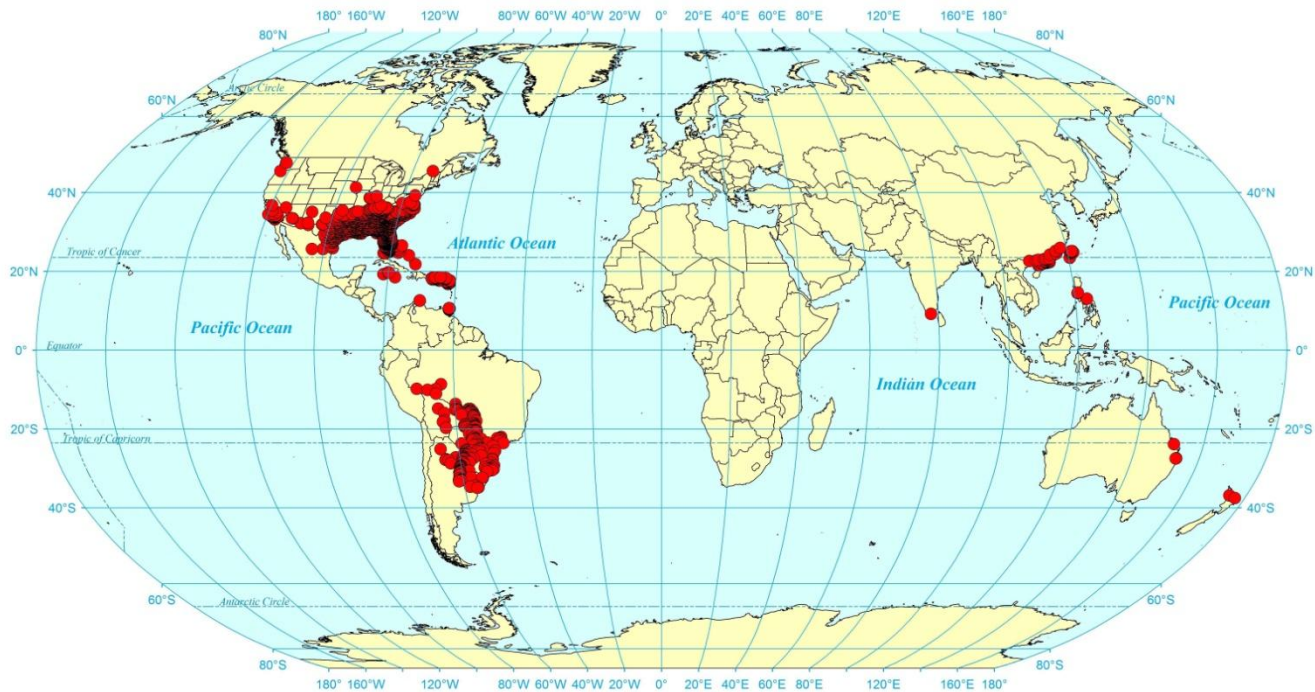 180° 160°W 120°W 80°W 60°W 40°W 20°W 0° 20°E 40°E 60°E 80°E 120°E 160°E 180°
80°N 80°N
Arctic Circle
60°N 60°N
40°N 40°N
Atlantic Ocean
Tropic of Cancer
20°N 20°N
Pacific Ocean Pacific Ocean
Equator 0° 0°
Indian Ocean
20°S 20°S
Tropic of Capricorn
40°S 40°S
60°S 60°S
Antarctic Circle
80°S 80°S
180° 160°W 120°W 80°W 60°W 40°W 20°W 0° 20°E 40°E 60°E 80°E 120°E 160°E 180°